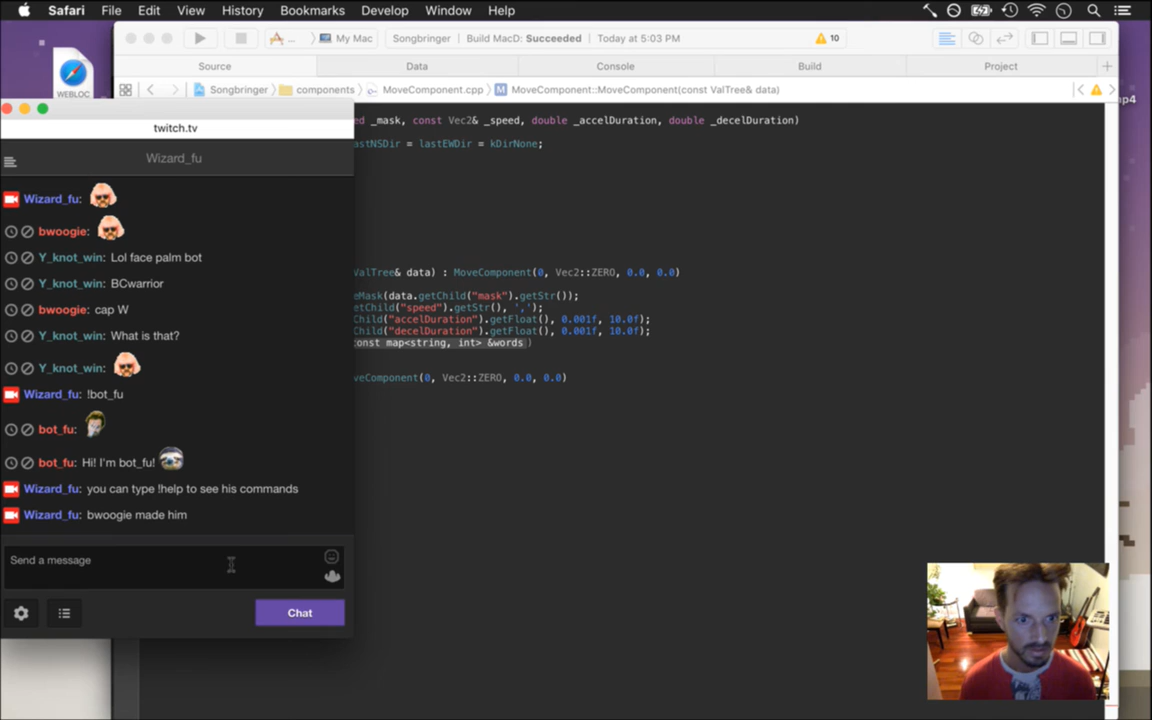 Safari File Edit View History Bookmarks Develop Window Help
WEBLOC
... My Mac Songbringer Build MacD: Succeeded Today at 5:03 PM 10
Source Data Console Build Project
Songbringer components MoveComponent.cpp M MoveComponent::MoveComponent(const ValTree& data)
mp4
twitch.tv
Wizard_fu
Wizard_fu:
bwoogie:
Y_knot_win: Lol face palm bot
Y_knot_win: BCwarrior
bwoogie: cap W
Y_knot_win: What is that?
Y_knot_win:
Wizard_fu: !bot_fu
bot_fu:
bot_fu: Hi! I'm bot_fu!
Wizard_fu: you can type !help to see his commands
Wizard_fu: bwoogie made him
Send a message
Chat
ed _mask, const Vec2& _speed, double _accelDuration, double _decelDuration)
astNSDir = lastEWDir = kDirNone;
ValTree& data) : MoveComponent(0, Vec2::ZERO, 0.0, 0.0)
eMask(data.getChild("mask").getStr());
getChild("speed").getStr(), ',');
Child("accelDuration").getFloat(), 0.001f, 10.0f);
Child("decelDuration").getFloat(), 0.001f, 10.0f);
const map<string, int> &words )
veComponent(0, Vec2::ZERO, 0.0, 0.0)